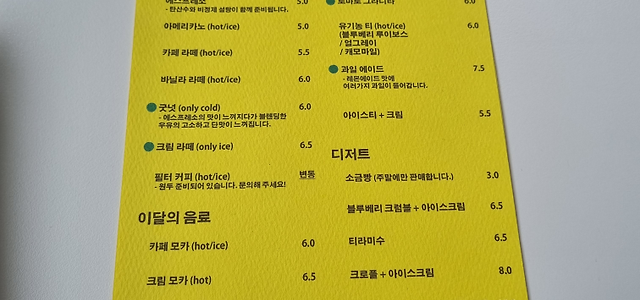 에스프레소 5.0
- 탄산수와 비정제 설탕이 함께 준비됩니다.
아메리카노 (hot/ice) 5.0
카페 라떼 (hot/ice) 5.5
바닐라 라떼 (hot/ice) 6.0
굿넛 (only cold) 6.0
- 에스프레소의 맛이 느껴지다가 블렌딩한
우유의 고소하고 단맛이 느껴집니다.
크림 라떼 (only ice) 6.5
필터 커피 (hot/ice) 변동
- 원두 준비되어 있습니다. 문의해 주세요!
이달의 음료
카페 모카 (hot/ice) 6.0
크림 모카 (hot) 6.5
토마토 그라니타 6.0
유기농 티 (hot/ice) 6.0
(블루베리 루이보스
/ 얼그레이
/ 캐모마일)
과일 에이드 7.5
- 레몬에이드 맛에
여러가지 과일이 들어갑니다.
아이스티 + 크림 5.5
디저트
소금빵 (주말에만 판매합니다.) 3.0
블루베리 크럼블 + 아이스크림 6.5
티라미수 6.5
크로플 + 아이스크림 8.0